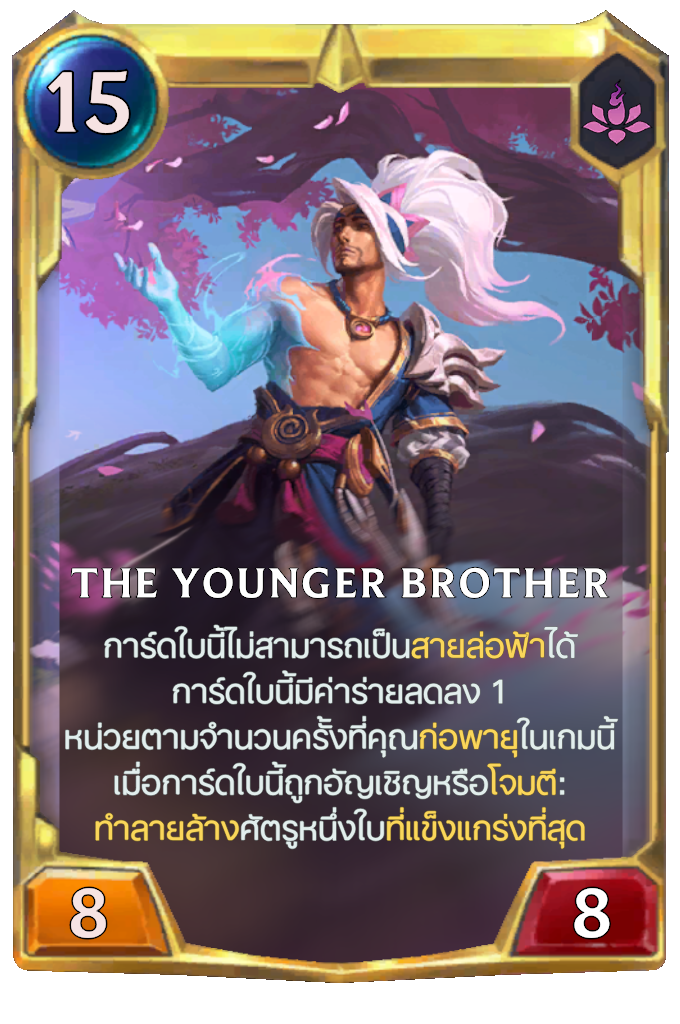 15
THE YOUNGER BROTHER
การ์ดใบนี้ไม่สามารถเป็นสายล่อฟ้าได้
การ์ดใบนี้มีค่าร่ายลดลง 1
หน่วยตามจำนวนครั้งที่คุณก่อพายุในเกมนี้
เมื่อการ์ดใบนี้ถูกอัญเชิญหรือโจมตี:
ทำลายล้างศัตรูหนึ่งใบที่แข็งแกร่งที่สุด
8
8